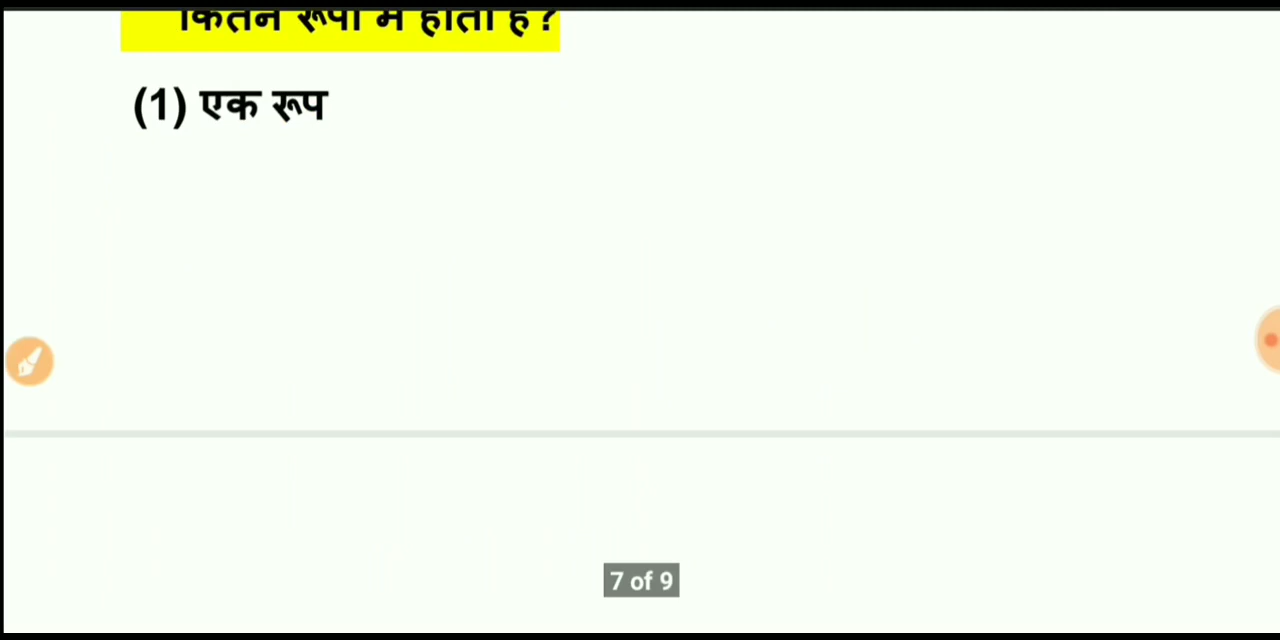 कितने रूपों में होता है?
(1) एक रूप
7 of 9